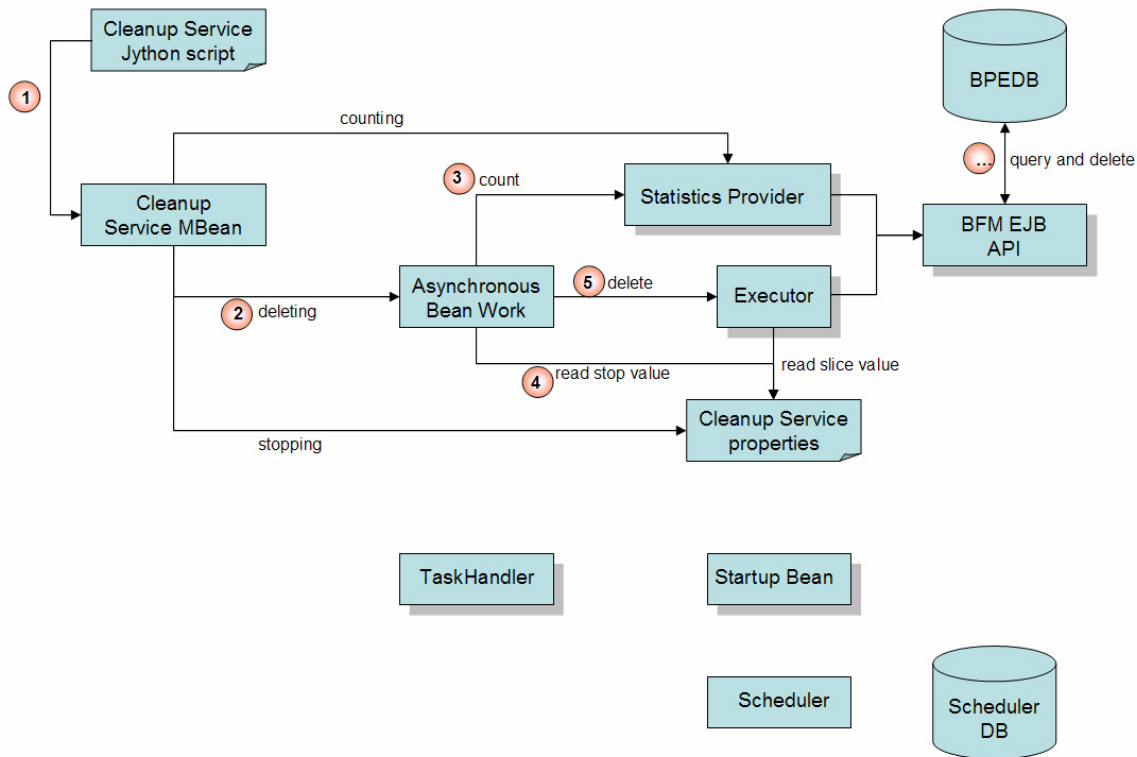 Cleanup Service
Jython script
BPEDB
1
counting
... query and delete
3 count
Statistics Provider
Cleanup
Service MBean
BFM EJB
API
Asynchronous
Bean Work
5 delete
Executor
2 deleting
4 read stop value
read slice value
Cleanup Service
properties
stopping
TaskHandler
Startup Bean
Scheduler
Scheduler
DB